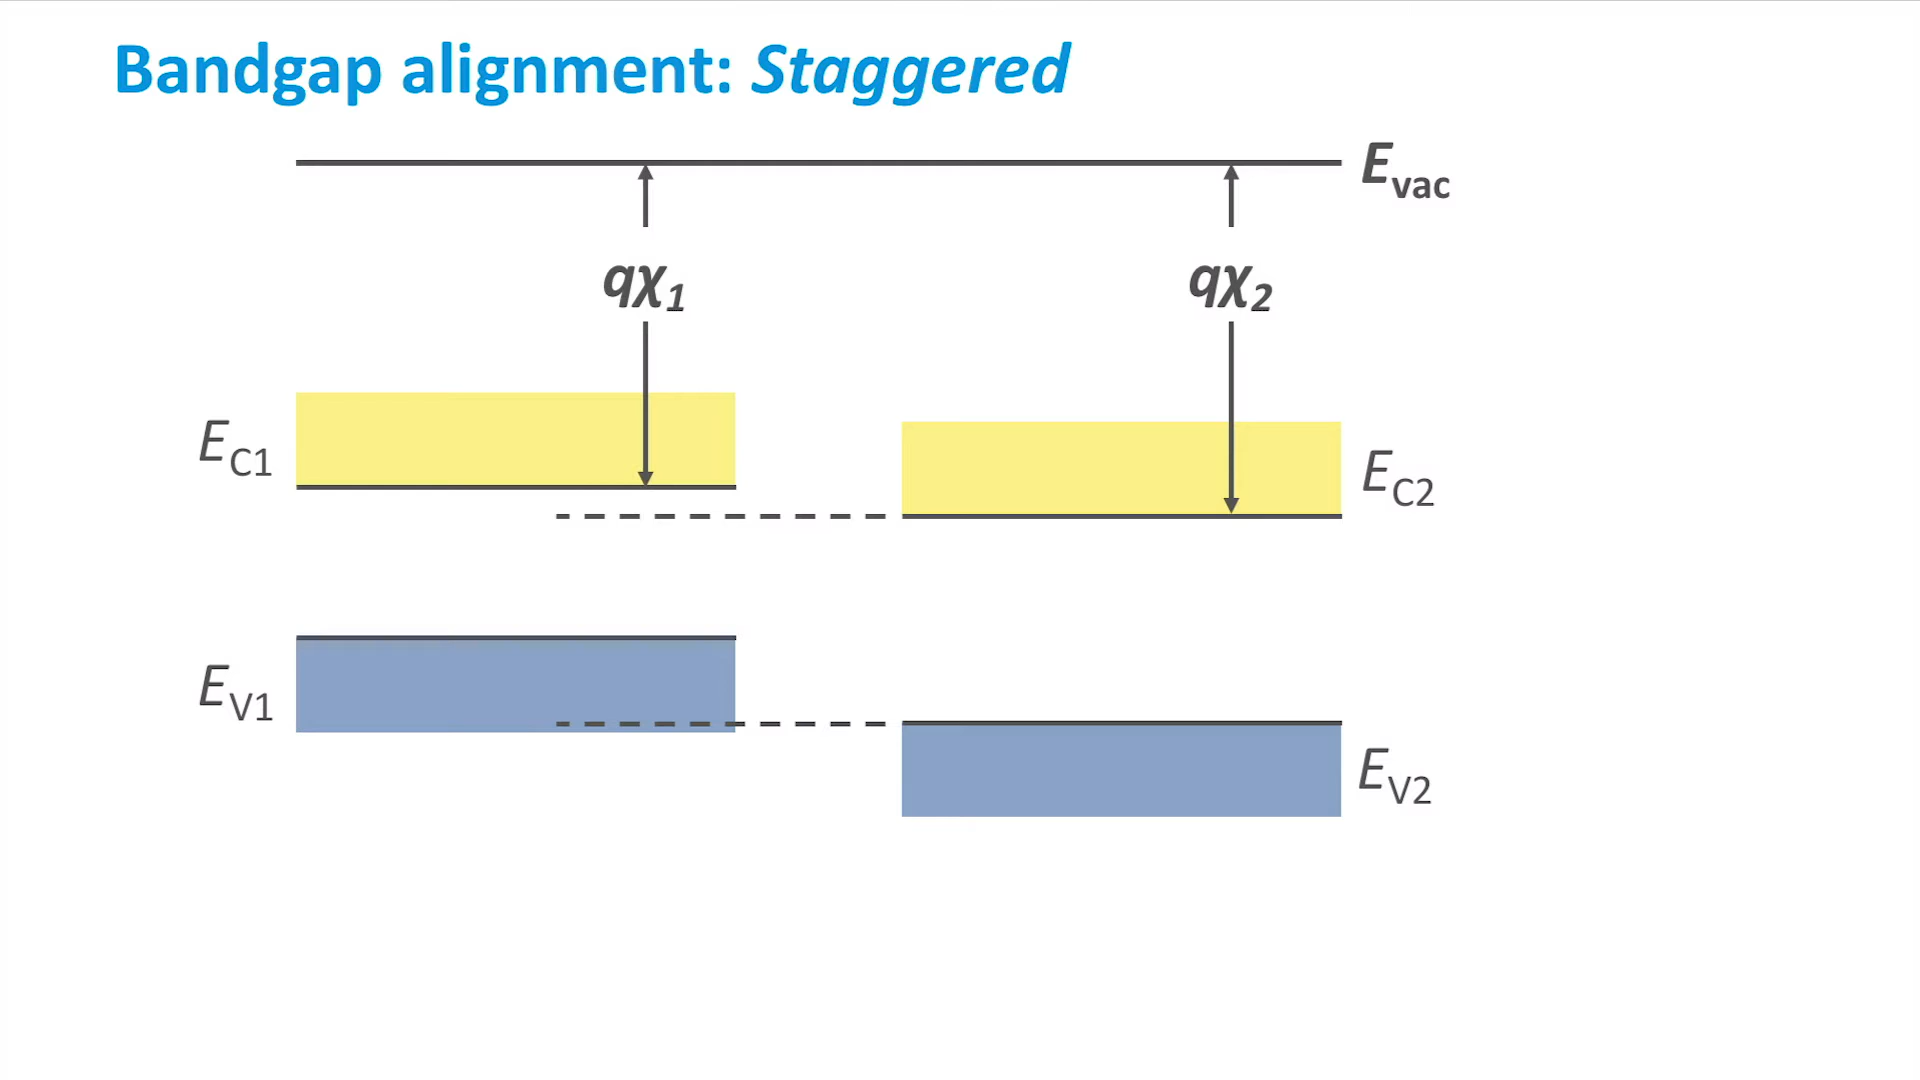 Bandgap alignment: Staggered
Evac
qχ1
qχ2
EC1
EC2
EV1
EV2